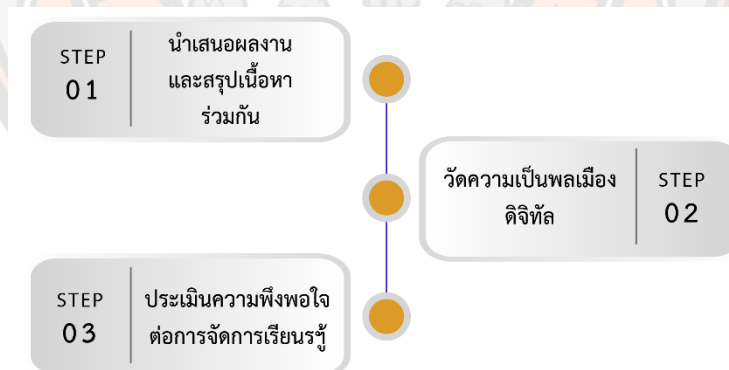 STEP
01
นำเสนอผลงาน
และสรุปเนื้อหา
ร่วมกัน
วัดความเป็นพลเมือง
ดิจิทัล
STEP
02
STEP
03
ประเมินความพึงพอใจ
ต่อการจัดการเรียนรู้